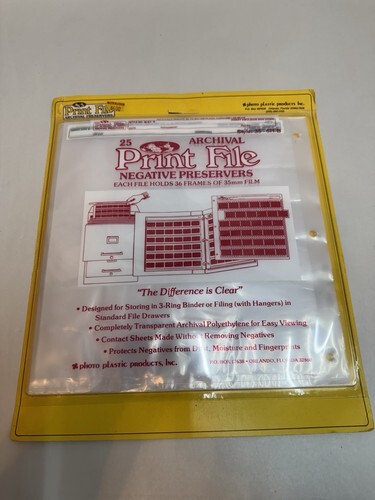 Print File
ARCHIVAL PRESERVERS
photo plastic products, inc.
25
ARCHIVAL
Print File
NEGATIVE PRESERVERS
EACH FILE HOLDS 36 FRAMES OF 35mm FILM
"The Difference is Clear"
• Designed for Storing in 3-Ring Binder or Filing (with Hangers) in
Standard File Drawers
• Completely Transparent Archival Polyethylene for Easy Viewing
• Contact Sheets Made Without Removing Negatives
• Protects Negatives from Dust, Moisture and Fingerprints
photo plastic products, inc.
P.O. BOX ORLANDO, FLORIDA